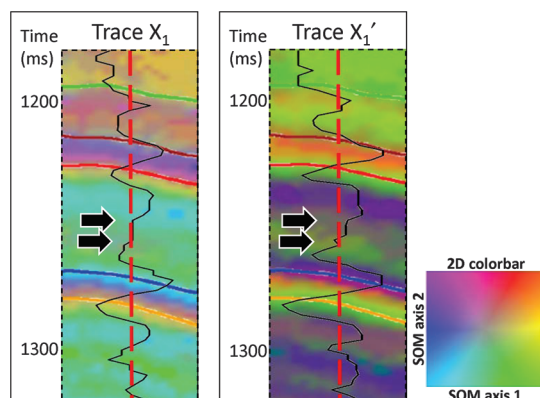 Trace X₁
Time
(ms)
1200
1300
Trace X₁′
Time
(ms)
1200
1300
2D colorbar
SOM axis 2
SOM axis 1